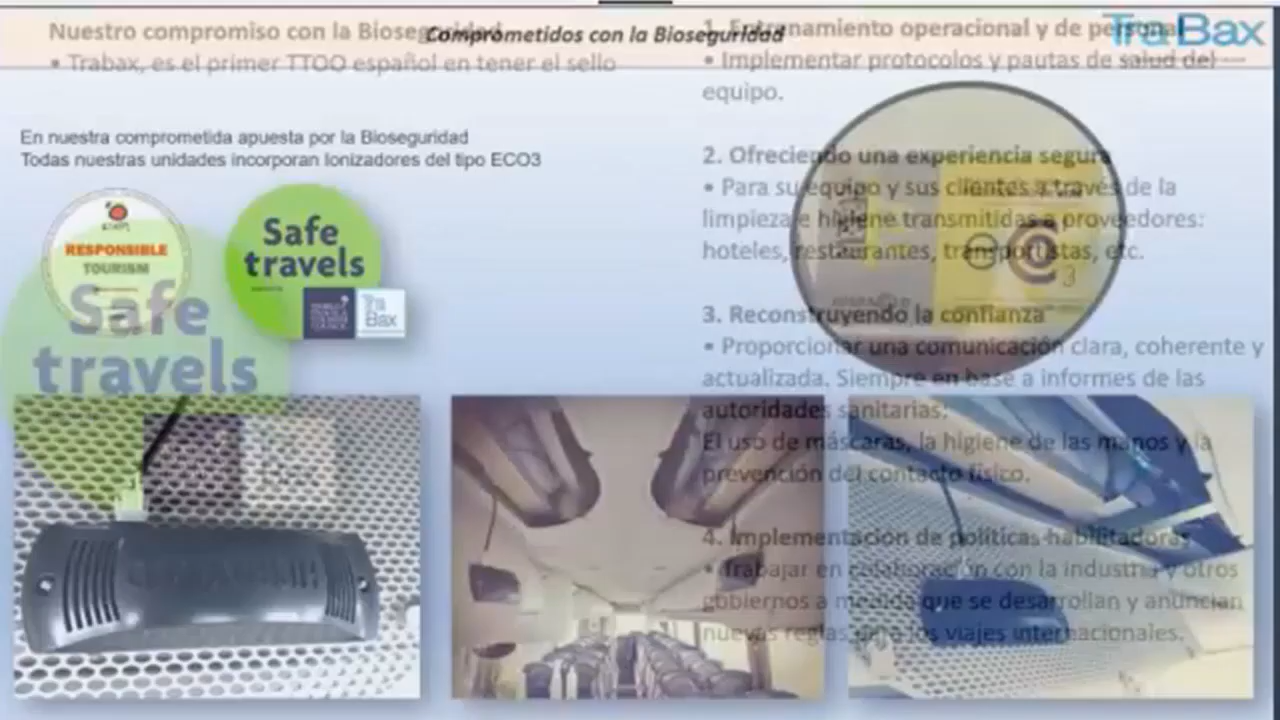 Comprometidos con la Bioseguridad
TraBax
Nuestro compromiso con la
• Trabax, es el primer TTOO español en tener el sello
En nuestra comprometida apuesta por la Bioseguridad
Todas nuestras unidades incorporan Ionizadores del tipo ECO3
RESPONSIBLE
TOURISM
Safe
travels
Tra
Bax
Safe
travels
1. Entrenamiento operacional y de personal
• Implementar protocolos y pautas de salud del
equipo.
2. Ofreciendo una experiencia segura
• Para su equipo y sus clientes a través de la
limpieza e higiene transmitidas a proveedores:
hoteles, restaurantes, transportistas, etc.
3
3. Reconstruyendo la confianza
• Proporcionar una comunicación clara, coherente y
actualizada. Siempre en base a informes de las
autoridades sanitarias:
El uso de máscaras, la higiene de las manos y la
prevención del contacto físico.
4. Implementación de políticas habilitadoras
• Trabajar en colaboración con la industria y otros
gobiernos a medida que se desarrollan y anuncian
nuevas reglas para los viajes internacionales.